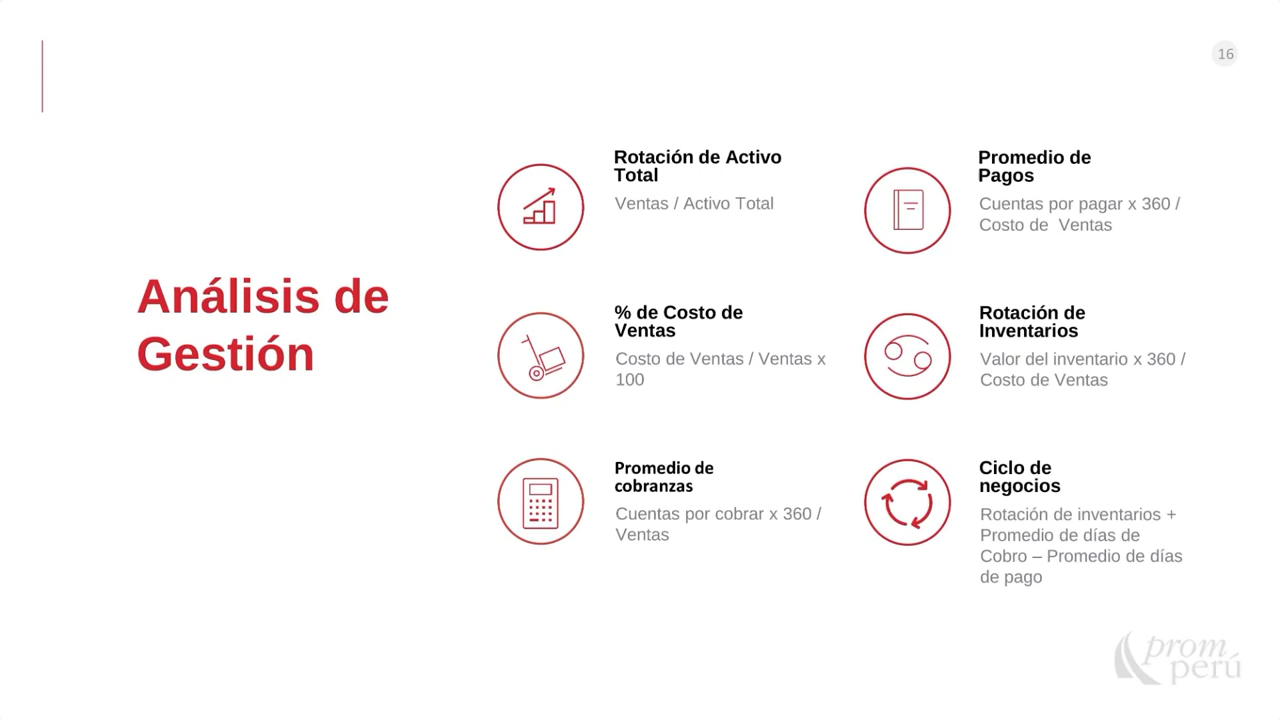 16
Análisis de
Gestión
Rotación de Activo
Total
Ventas / Activo Total
Promedio de
Pagos
Cuentas por pagar x 360 /
Costo de  Ventas
% de Costo de
Ventas
Costo de Ventas / Ventas x
100
Rotación de
Inventarios
Valor del inventario x 360 /
Costo de Ventas
Promedio de
cobranzas
Cuentas por cobrar x 360 /
Ventas
Ciclo de
negocios
Rotación de inventarios +
Promedio de días de
Cobro – Promedio de días
de pago
prom
perú